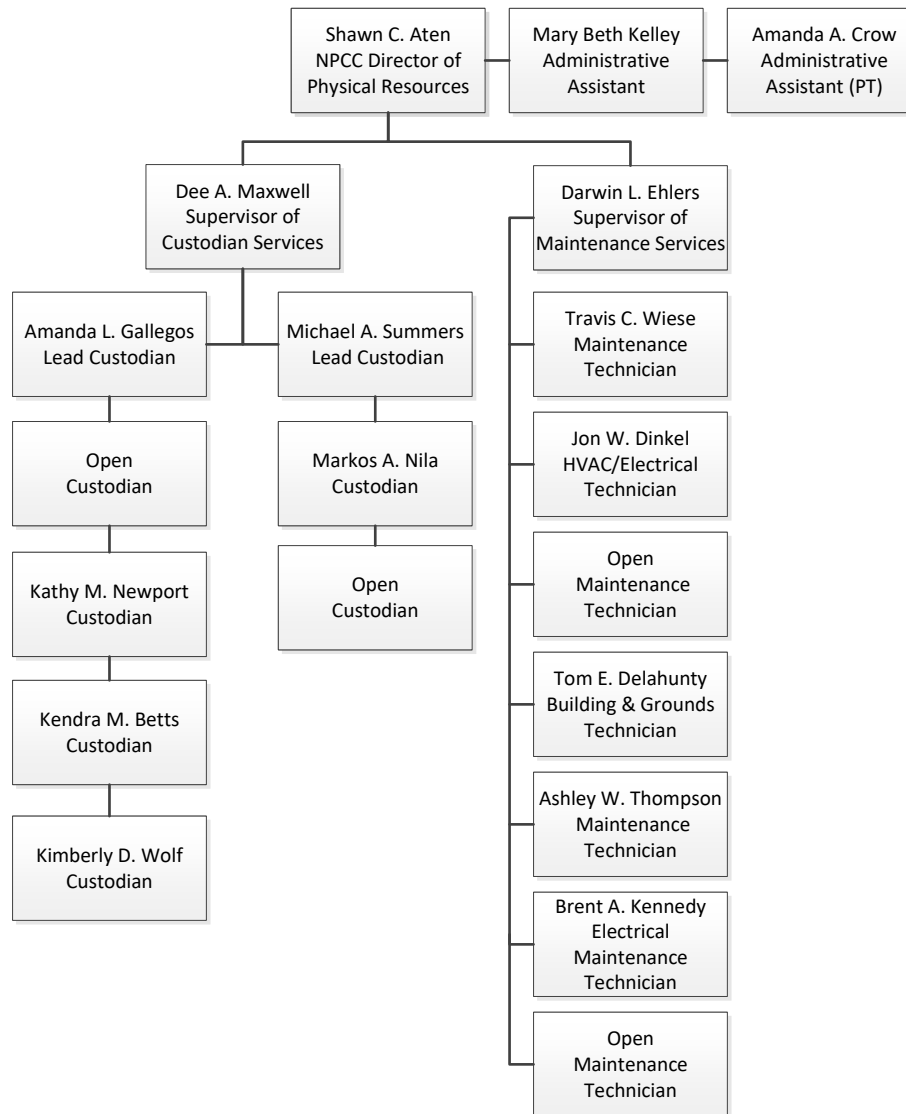 Shawn C. Aten
NPCC Director of
Physical Resources
Mary Beth Kelley
Administrative
Assistant
Amanda A. Crow
Administrative
Assistant (PT)
Dee A. Maxwell
Supervisor of
Custodian Services
Darwin L. Ehlers
Supervisor of
Maintenance Services
Amanda L. Gallegos
Lead Custodian
Open
Custodian
Kathy M. Newport
Custodian
Kendra M. Betts
Custodian
Kimberly D. Wolf
Custodian
Michael A. Summers
Lead Custodian
Markos A. Nila
Custodian
Open
Custodian
Travis C. Wiese
Maintenance
Technician
Jon W. Dinkel
HVAC/Electrical
Technician
Open
Maintenance
Technician
Tom E. Delahunty
Building & Grounds
Technician
Ashley W. Thompson
Maintenance
Technician
Brent A. Kennedy
Electrical
Maintenance
Technician
Open
Maintenance
Technician